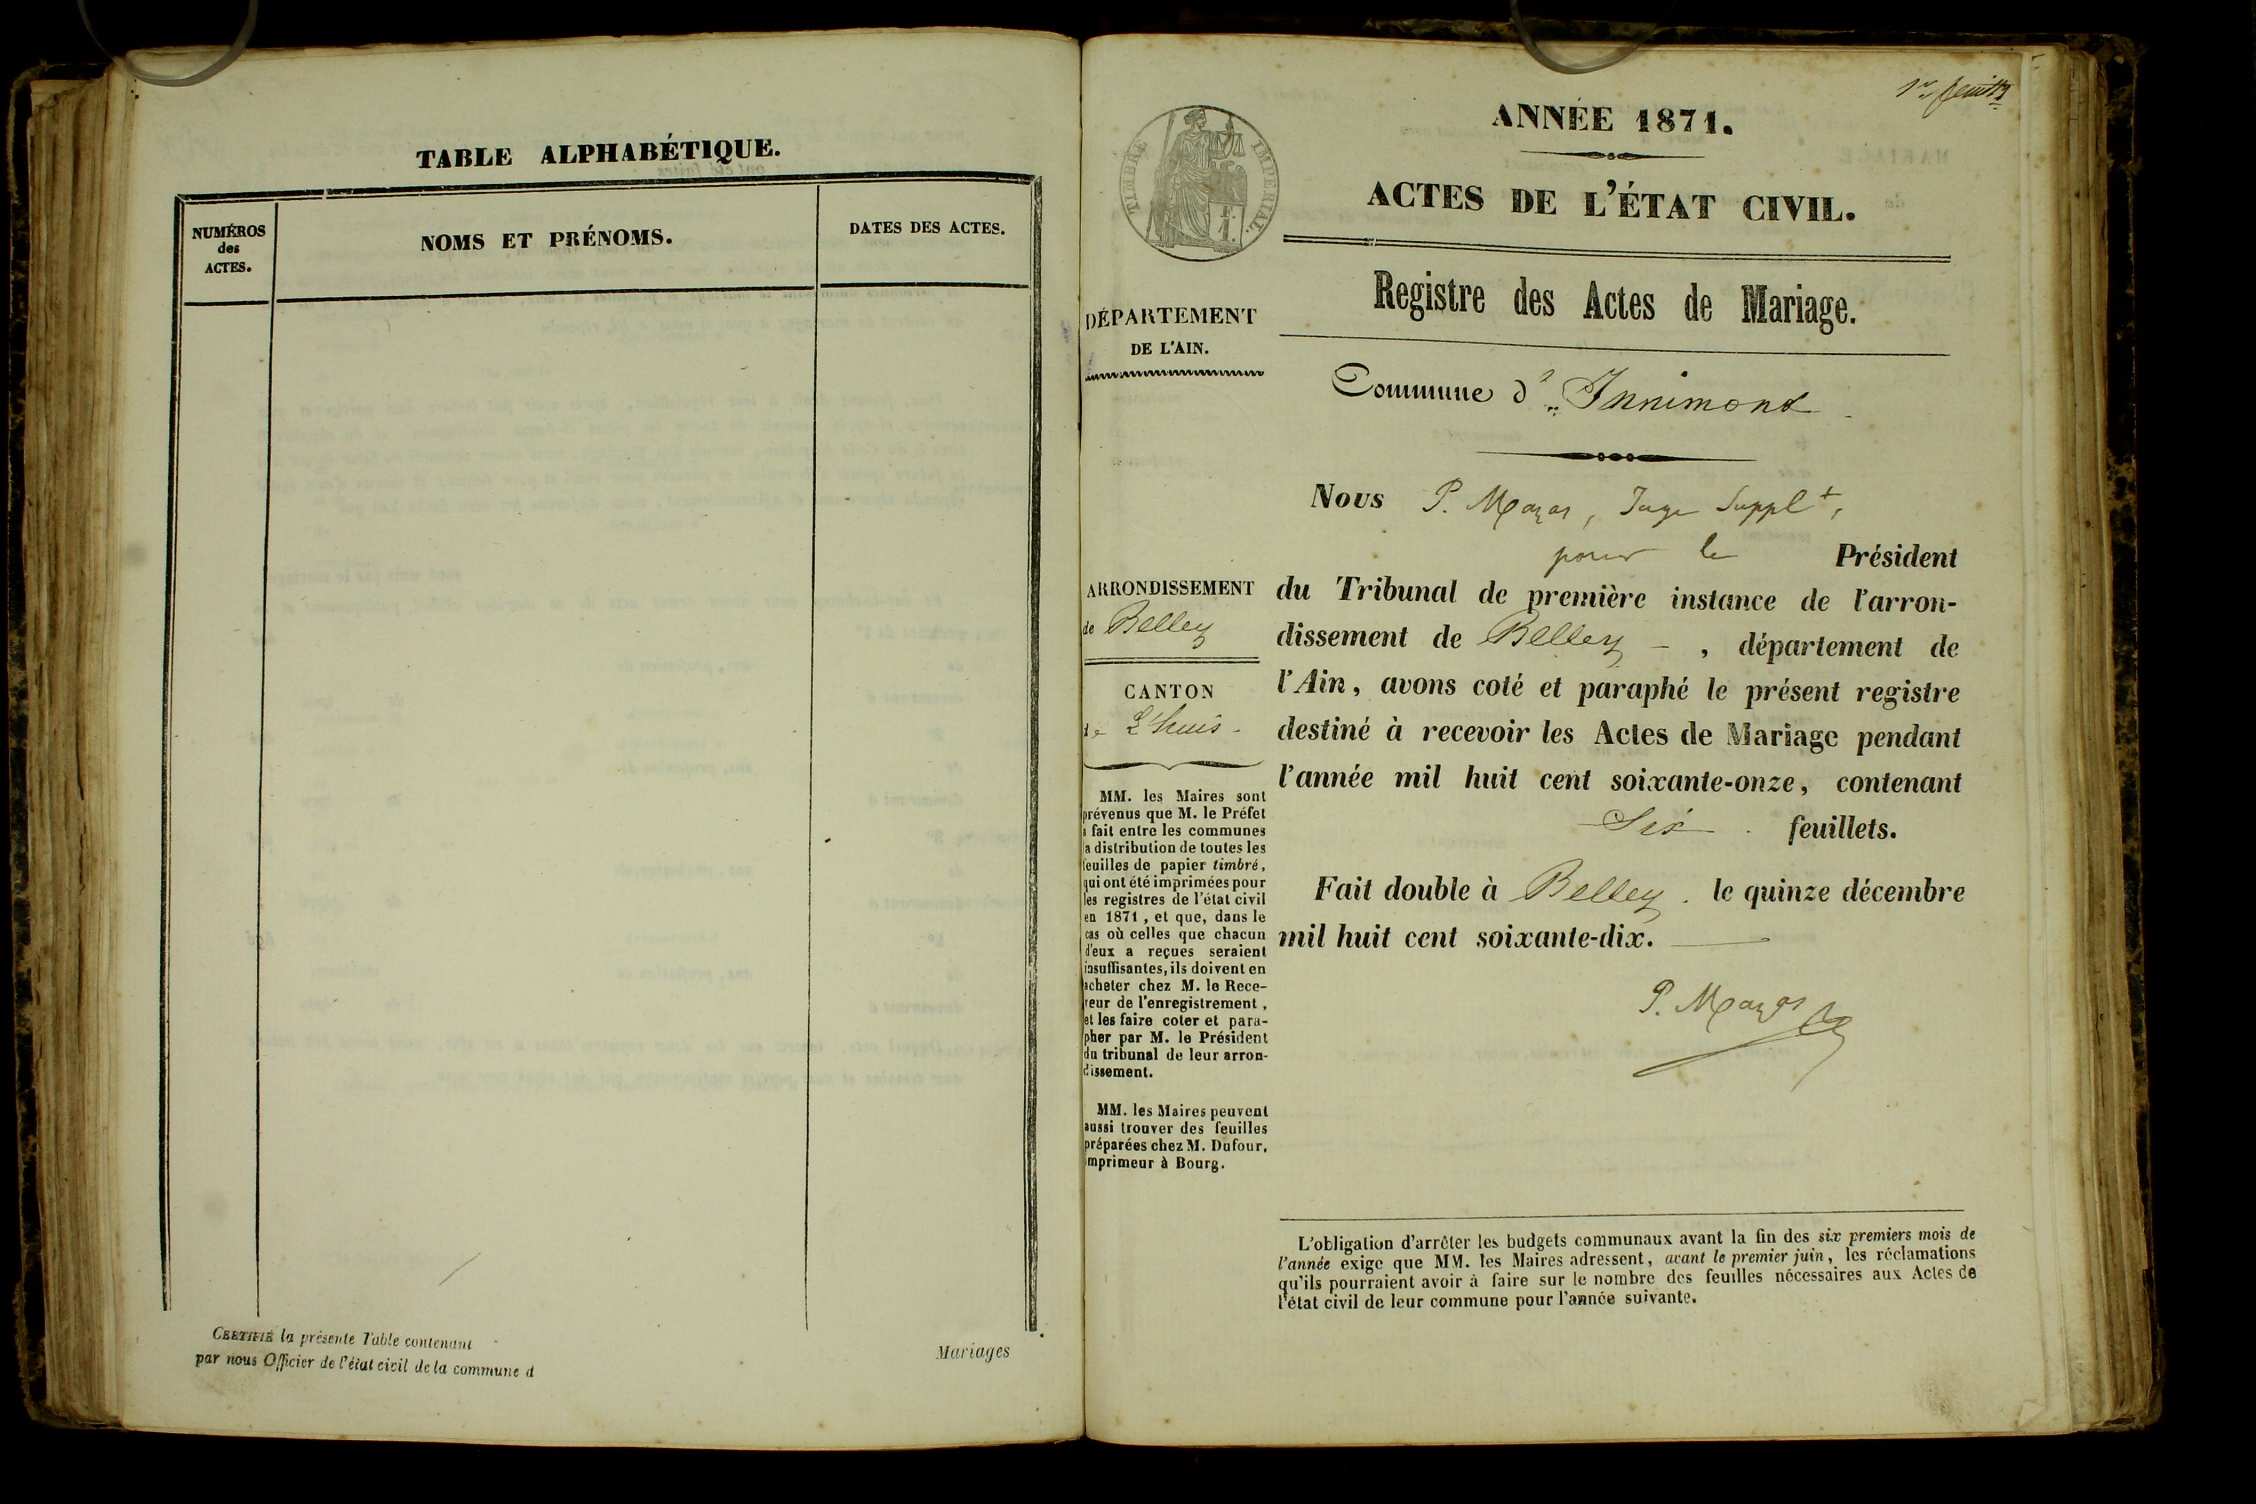 TABLE ALPHABÉTIQUE.
NUMÉROS
des
ACTES.
NOMS ET PRÉNOMS.
DATES DES ACTES.
CERTIFIÉ la présente Table contenant
Mariages
par nous Officier de l'état civil de la commune d
1er feuillet
TIMBRE IMPERIAL.
F.
1.
ANNÉE 1871.
ACTES DE L'ÉTAT CIVIL.
Registre des Actes de Mariage.
DÉPARTEMENT
DE L'AIN.
Commune d'Innimont
ARRONDISSEMENT
de Belley
CANTON
de L'huis
MM. les Maires sont
prévenus que M. le Préfet
a fait entre les communes
la distribution de toutes les
feuilles de papier timbré,
qui ont été imprimées pour
les registres de l'état civil
en 1871, et que, dans le
cas où celles que chacun
d'eux a reçues seraient
insuffisantes, ils doivent en
acheter chez M. le Rece-
veur de l'enregistrement,
et les faire coter et para-
pher par M. le Président
du tribunal de leur arron-
dissement.
MM. les Maires peuvent
aussi trouver des feuilles
préparées chez M. Dufour,
imprimeur à Bourg.
Nous P. Mazas, Juge Suppl t,
pour le Président
du Tribunal de première instance de l'arron-
dissement de Belley - , département de
l'Ain, avons coté et paraphé le présent registre
destiné à recevoir les Actes de Mariage pendant
l'année mil huit cent soixante-onze, contenant
Six feuillets.
Fait double à Belley . le quinze décembre
mil huit cent soixante-dix.
P. Mazas
L'obligation d'arrêter les budgets communaux avant la fin des six premiers mois de
l'année exige que MM. les Maires adressent, avant le premier juin, les réclamations
qu'ils pourraient avoir à faire sur le nombre des feuilles nécessaires aux Actes de
l'état civil de leur commune pour l'année suivante.